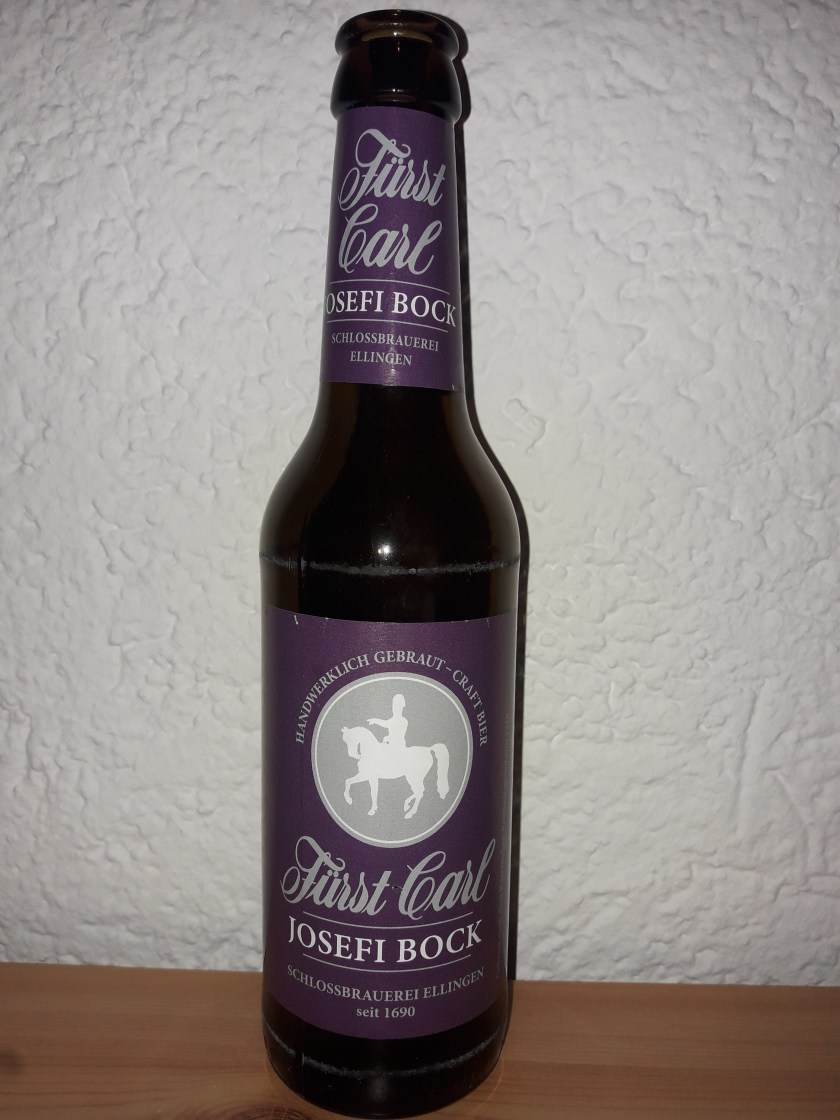 Fürst
Carl
JOSEFI BOCK
SCHLOSSBRAUEREI
ELLINGEN
HANDWERKLICH GEBRAUT – CRAFT BIER
Fürst Carl
JOSEFI BOCK
SCHLOSSBRAUEREI ELLINGEN
seit 1690